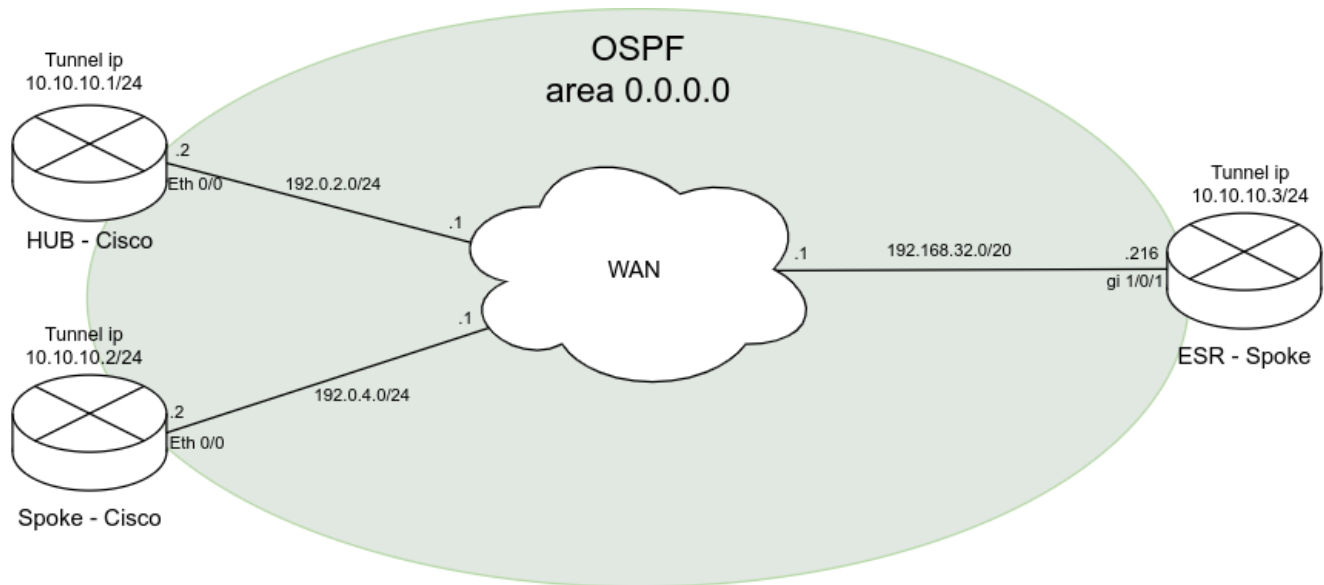 OSPF
area 0.0.0.0
Tunnel ip
10.10.10.1/24
.2
Eth 0/0
192.0.2.0/24
.1
HUB - Cisco
WAN
Tunnel ip
10.10.10.3/24
.1
192.168.32.0/20
.216
gi 1/0/1
ESR - Spoke
Tunnel ip
10.10.10.2/24
.1
192.0.4.0/24
.2
Eth 0/0
Spoke - Cisco